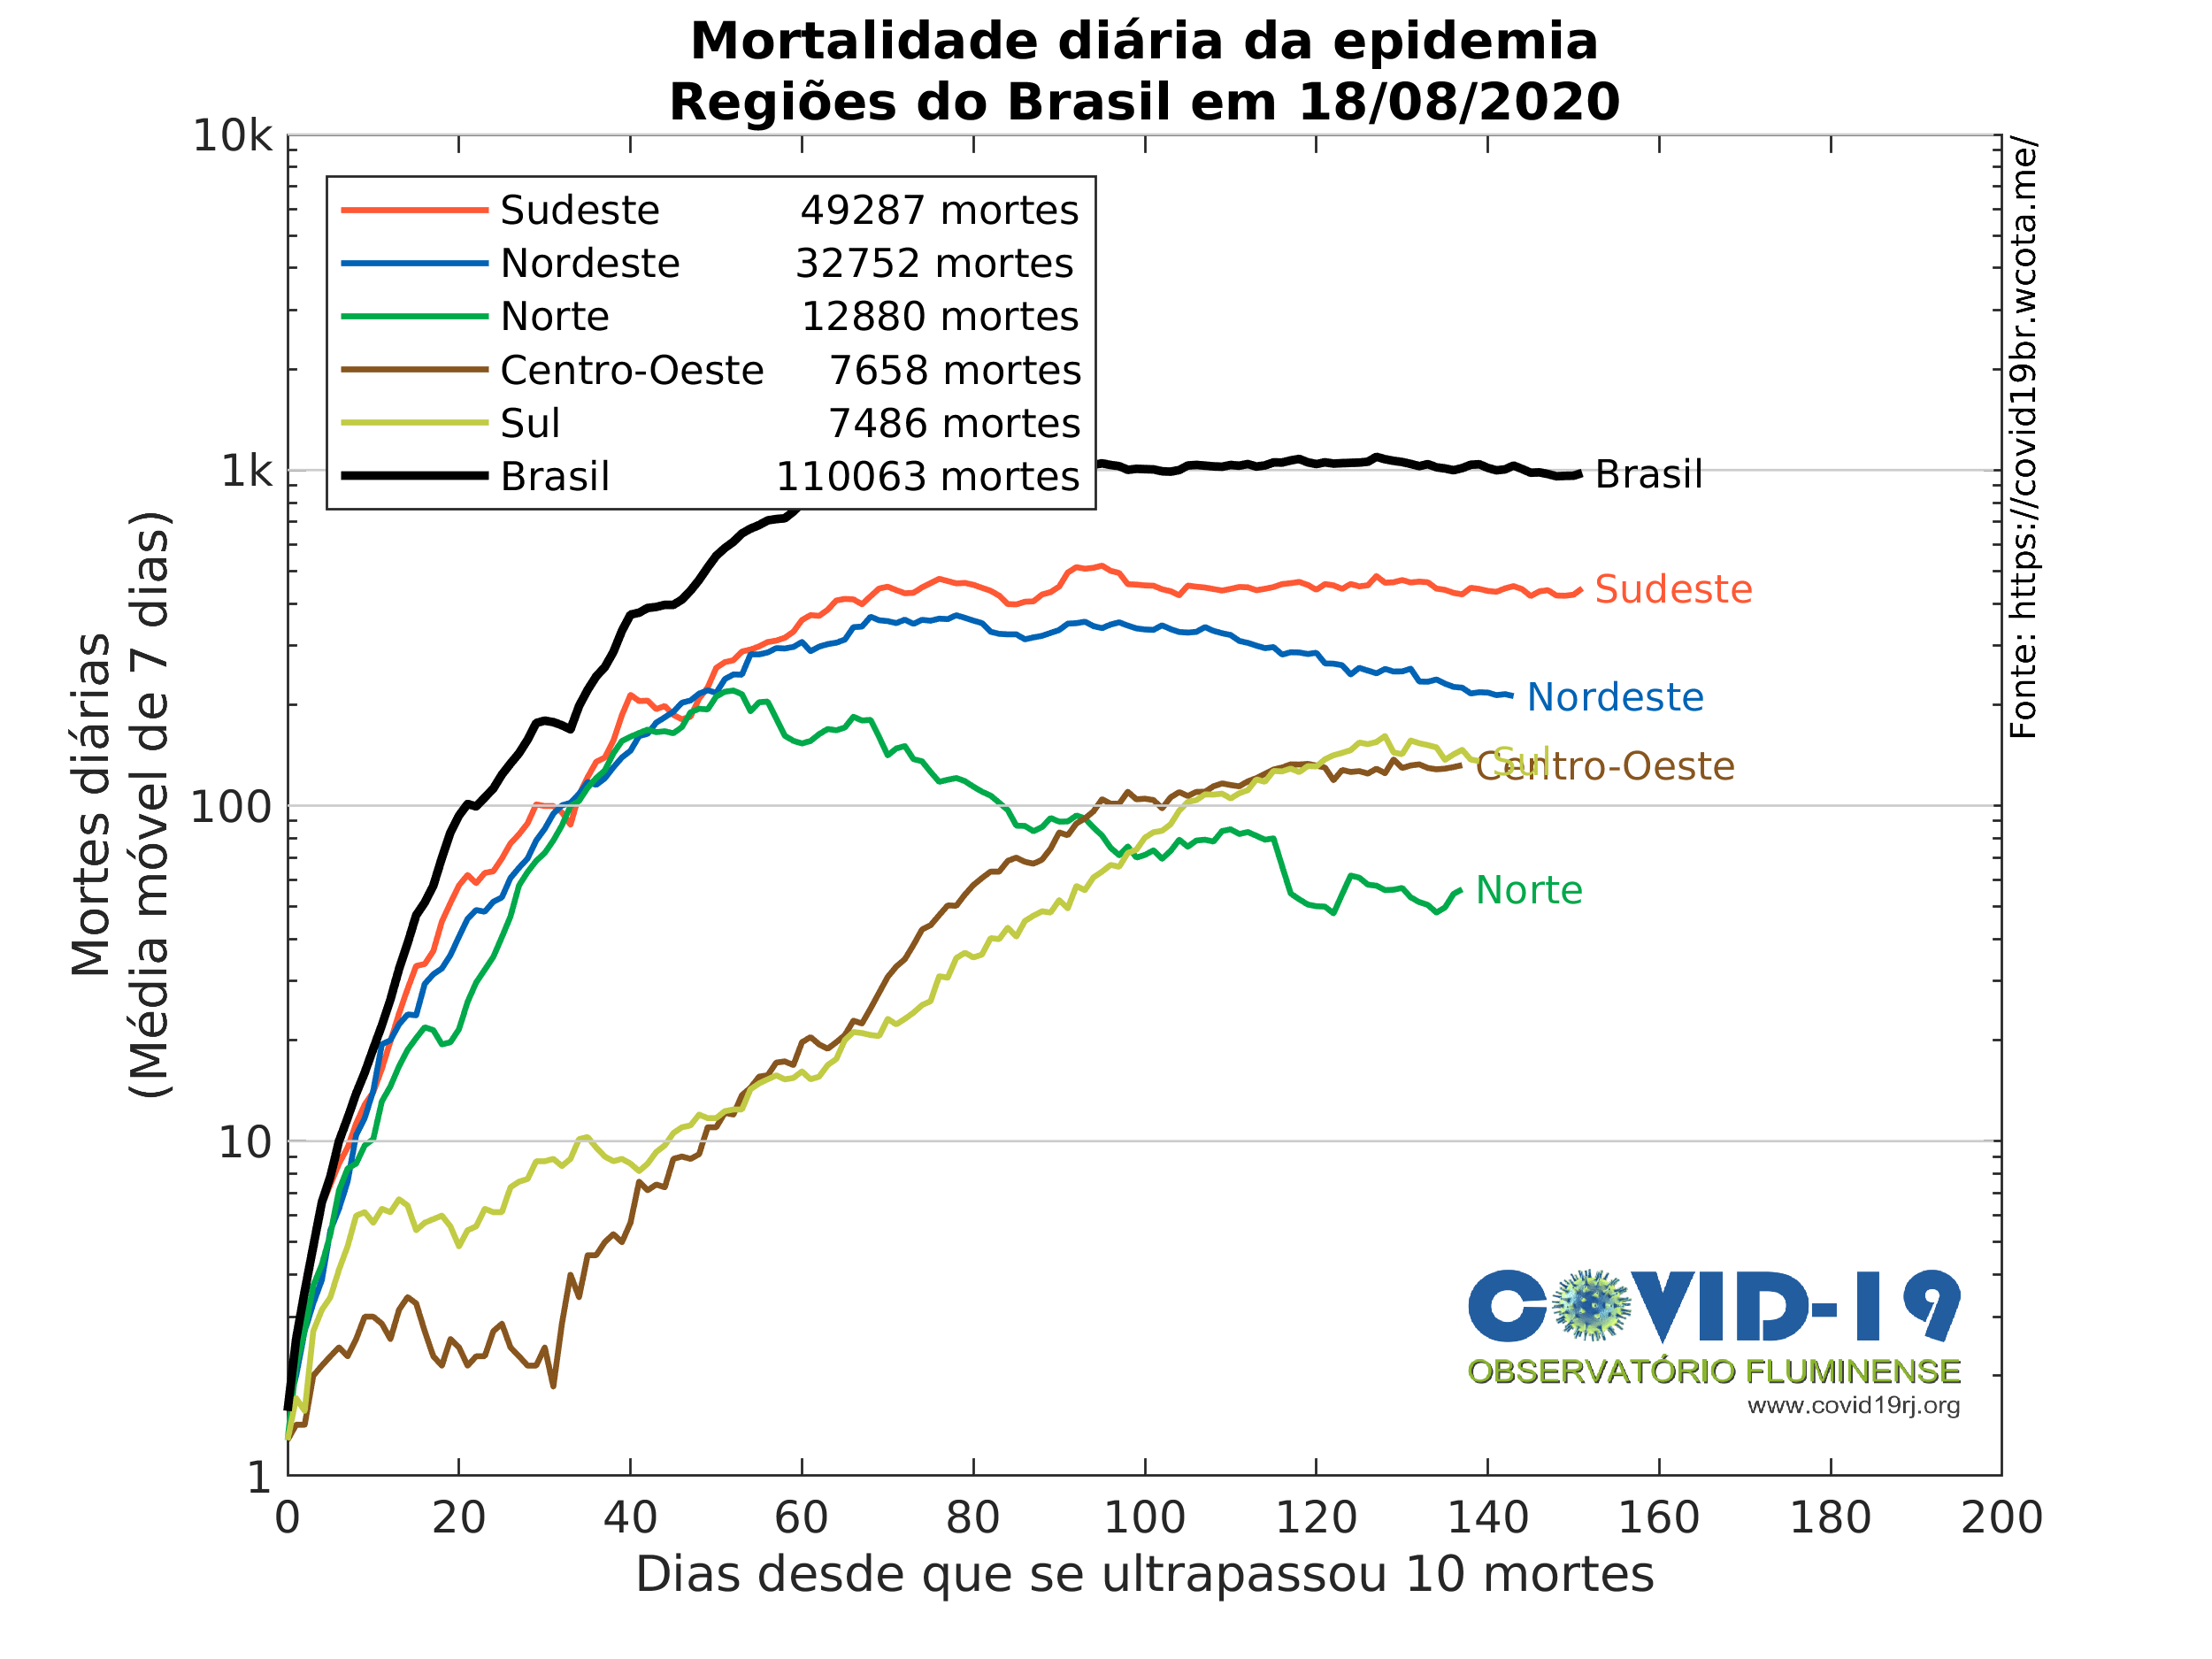 Mortalidade diária da epidemia
Regiões do Brasil em 18/08/2020
10k
1k
100
10
1
Mortes diárias
(Média móvel de 7 dias)
Sudeste 49287 mortes
Nordeste 32752 mortes
Norte 12880 mortes
Centro-Oeste 7658 mortes
Sul 7486 mortes
Brasil 110063 mortes
Brasil
Sudeste
Nordeste
Sul
Centro-Oeste
Norte
Fonte: https://covid19br.wcota.me/
COVID-19
OBSERVATÓRIO FLUMINENSE
www.covid19rj.org
0 20 40 60 80 100 120 140 160 180 200
Dias desde que se ultrapassou 10 mortes